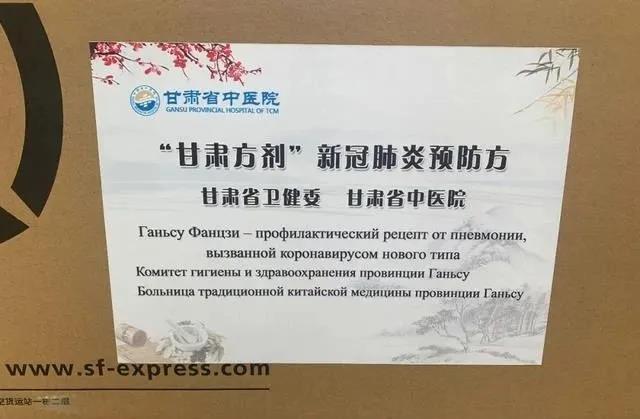 甘肃省中医院
GANSU PROVINCIAL HOSPITAL OF TCM
“甘肃方剂”新冠肺炎预防方
甘肃省卫健委 甘肃省中医院
Ганьсу Фанцзи – профилактический рецепт от пневмонии,
вызванной коронавирусом нового типа
Комитет гигиены и здравоохранения провинции Ганьсу
Больница традиционной китайской медицины провинции Ганьсу
www.sf-express.com